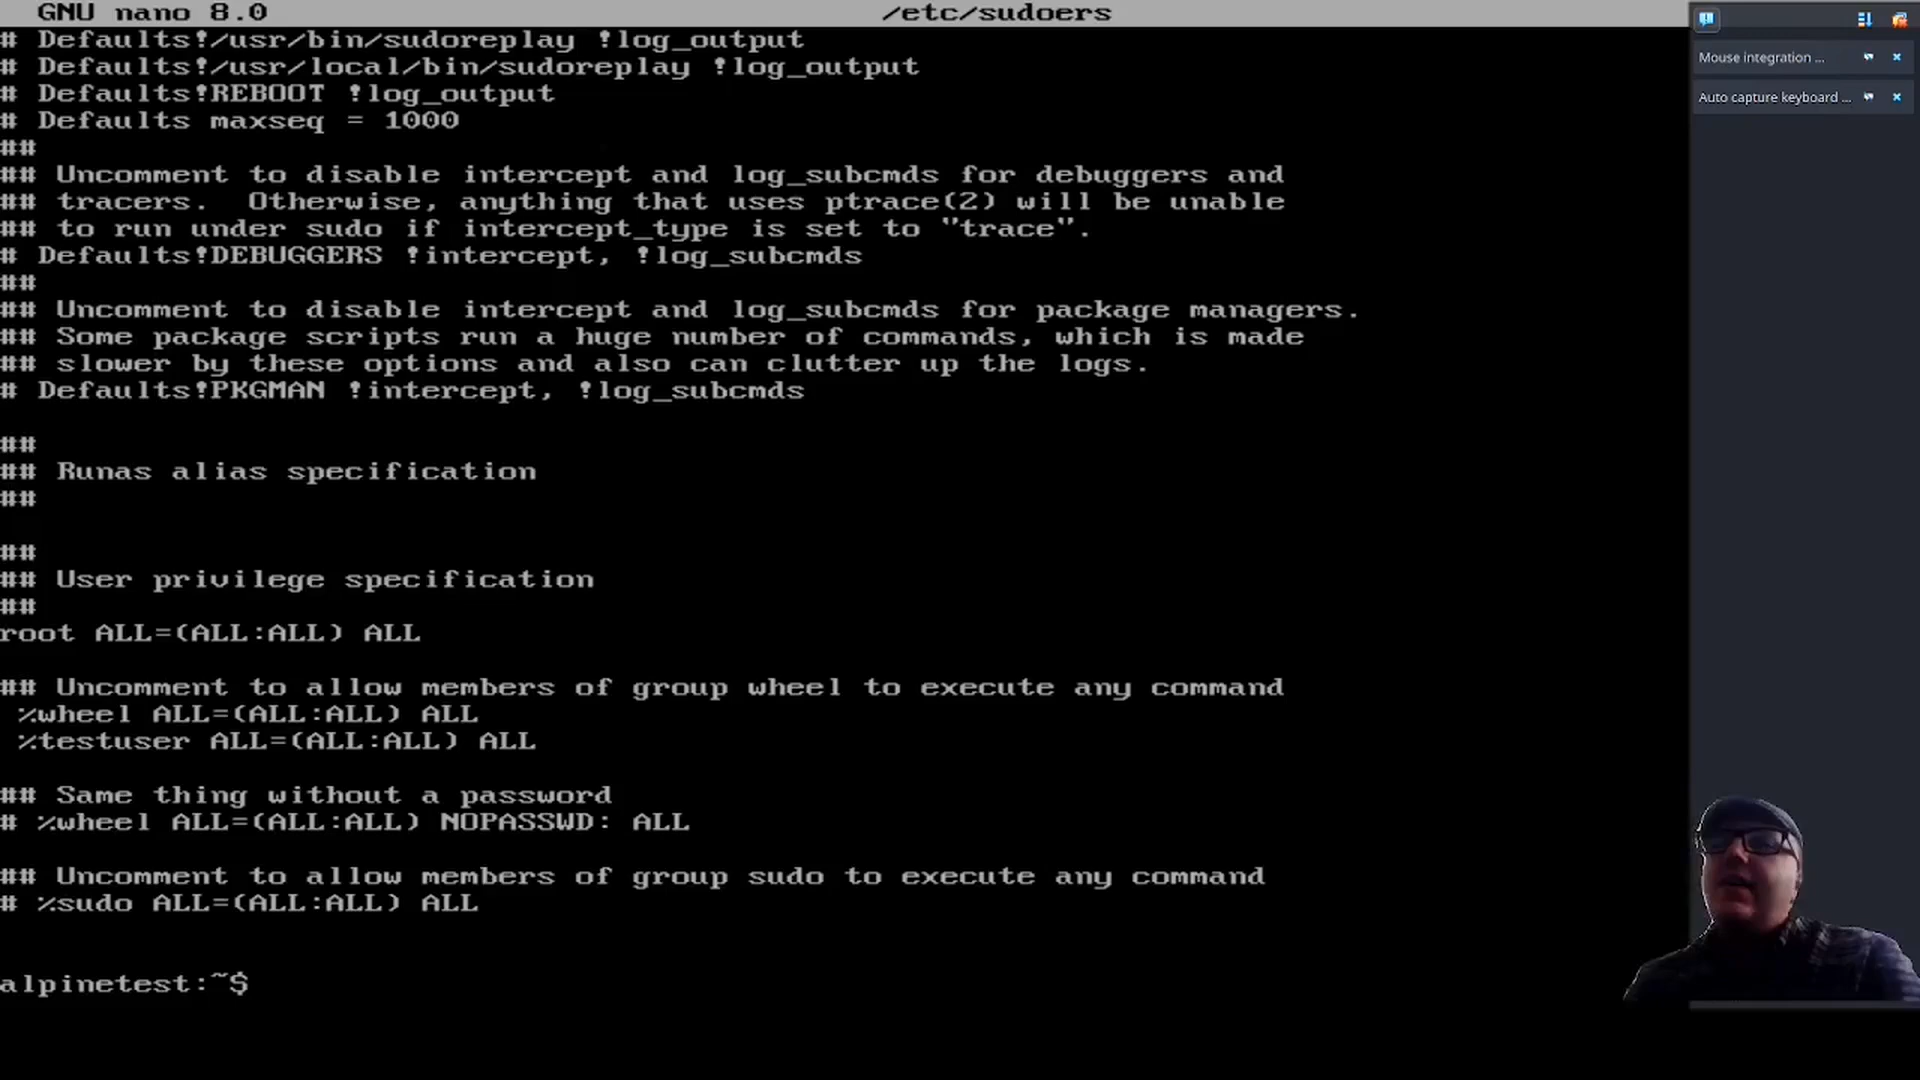 GNU nano 8.0 /etc/sudoers
# Defaults!/usr/bin/sudoreplay !log_output
# Defaults!/usr/local/bin/sudoreplay !log_output
# Defaults!REBOOT !log_output
# Defaults maxseq = 1000
##
## Uncomment to disable intercept and log_subcmds for debuggers and
## tracers.  Otherwise, anything that uses ptrace(2) will be unable
## to run under sudo if intercept_type is set to "trace".
# Defaults!DEBUGGERS !intercept, !log_subcmds
##
## Uncomment to disable intercept and log_subcmds for package managers.
## Some package scripts run a huge number of commands, which is made
## slower by these options and also can clutter up the logs.
# Defaults!PKGMAN !intercept, !log_subcmds
##
## Runas alias specification
##
##
## User privilege specification
##
root ALL=(ALL:ALL) ALL
## Uncomment to allow members of group wheel to execute any command
%wheel ALL=(ALL:ALL) ALL
%testuser ALL=(ALL:ALL) ALL
## Same thing without a password
# %wheel ALL=(ALL:ALL) NOPASSWD: ALL
## Uncomment to allow members of group sudo to execute any command
# %sudo ALL=(ALL:ALL) ALL
alpinetest:~$
Mouse integration ...
Auto capture keyboard ...